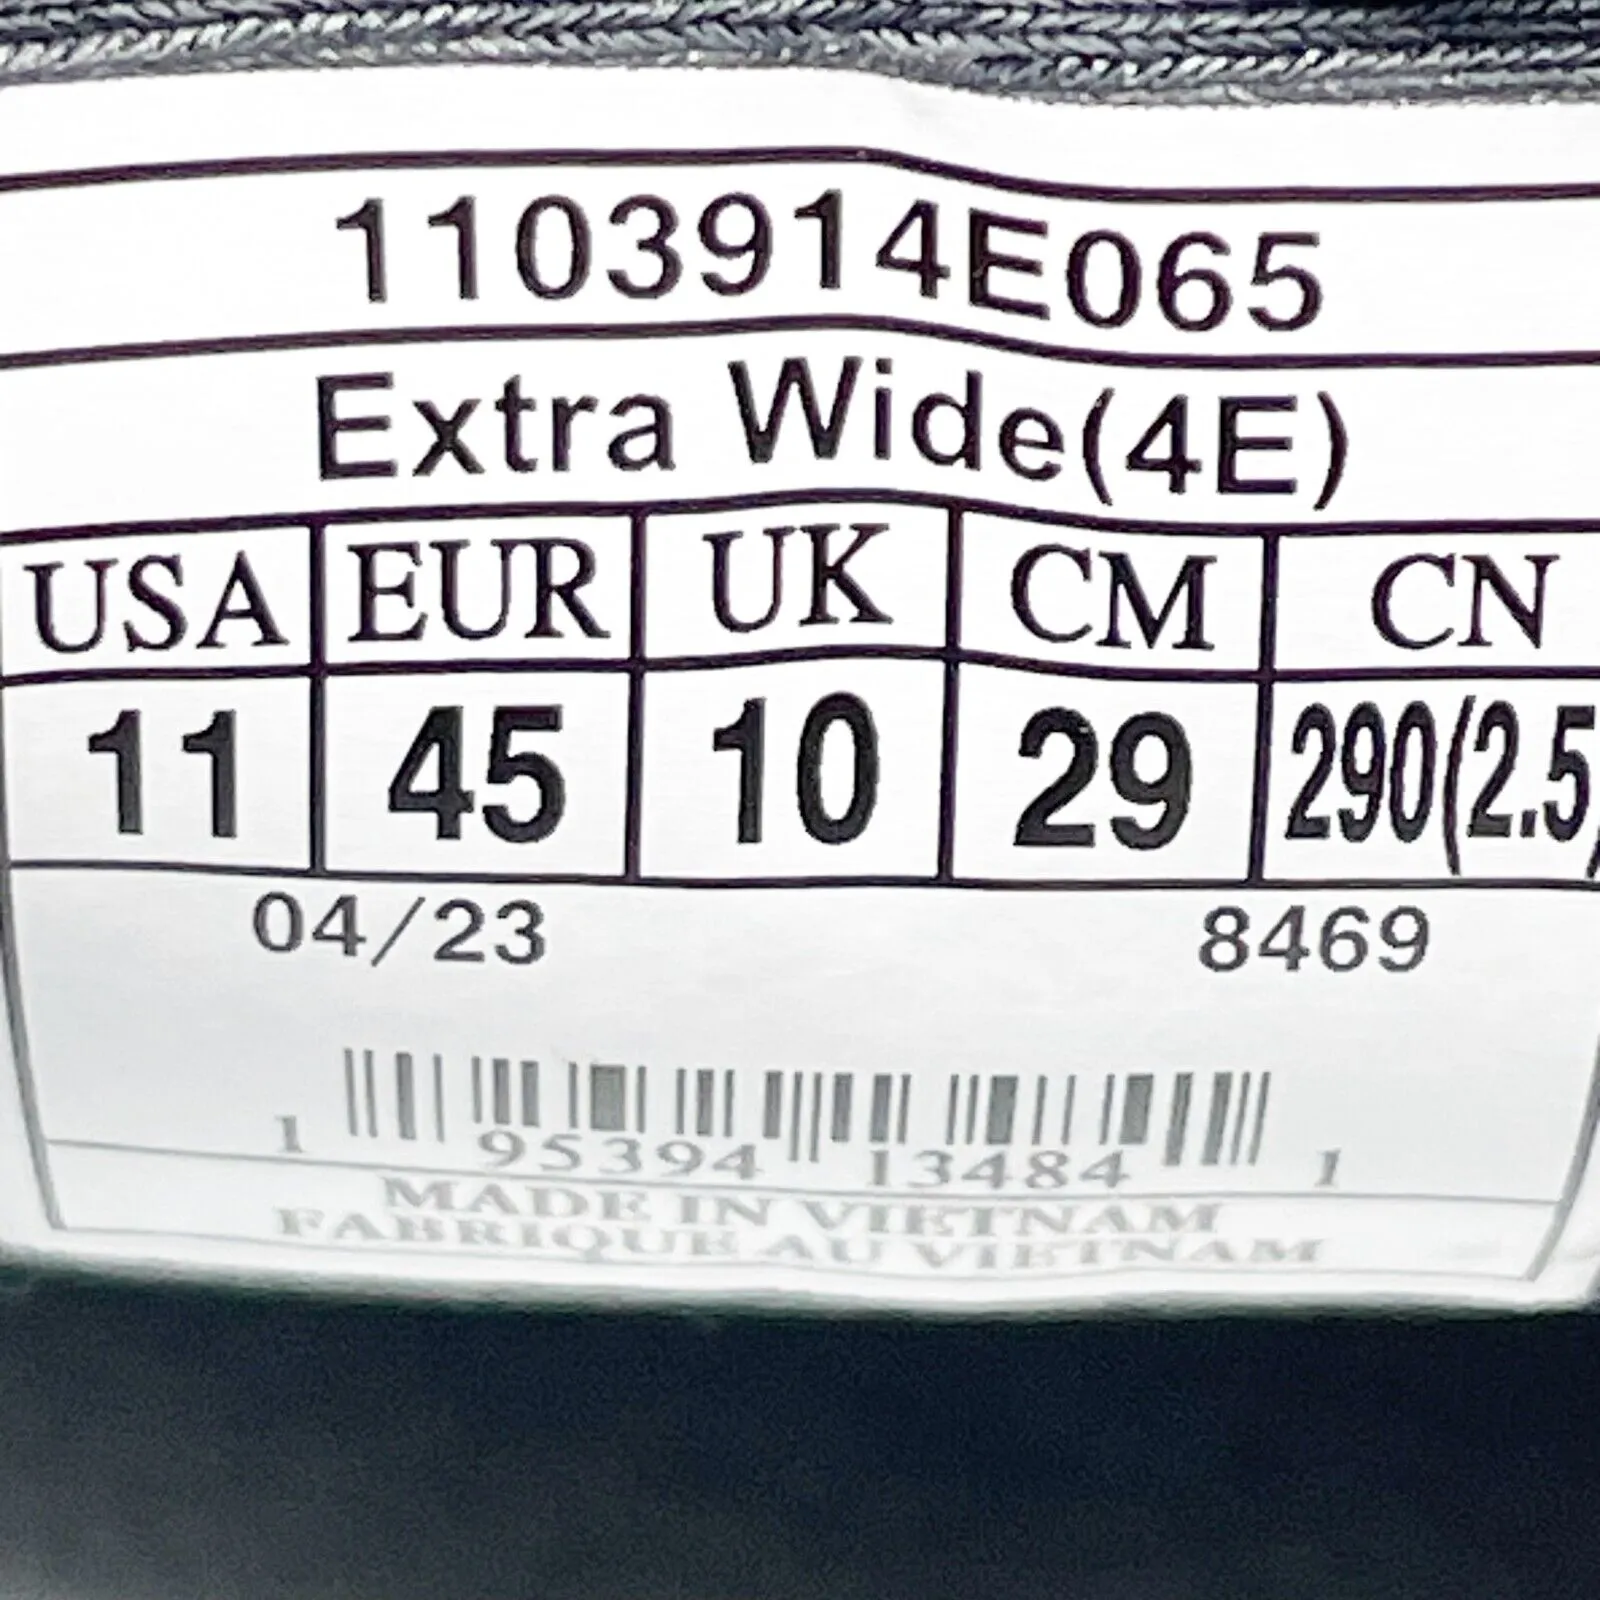 1103914E065
Extra Wide(4E)
USA EUR UK CM CN
11 45 10 29 290(2.5)
04/23 8469
1 95394 13484 1
MADE IN VIETNAM
FABRIQUE AU VIETNAM